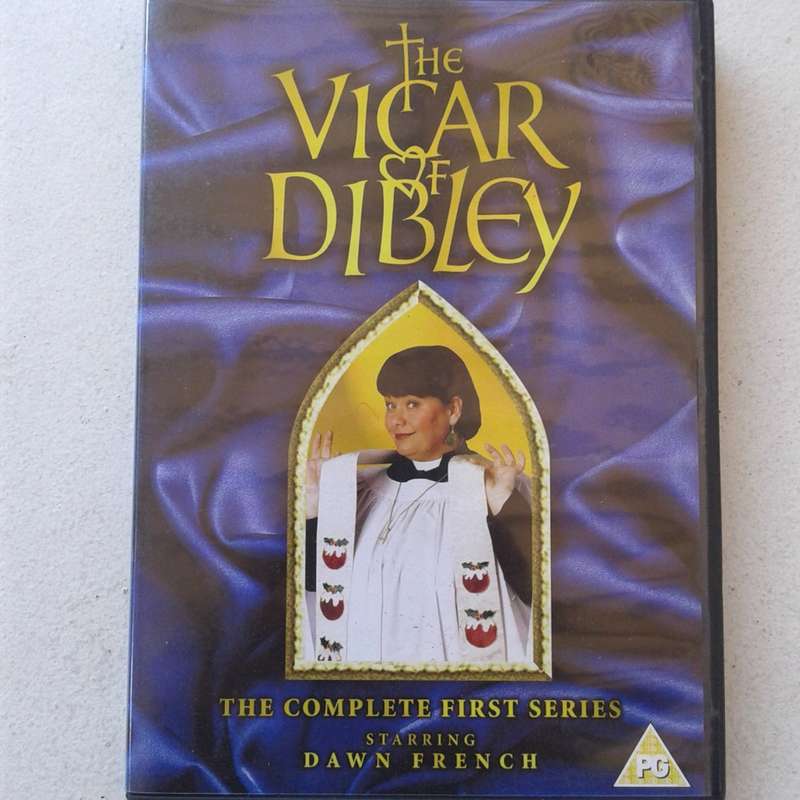 THE
VICAR
OF
DIBLEY
THE COMPLETE FIRST SERIES
STARRING
DAWN FRENCH
PG